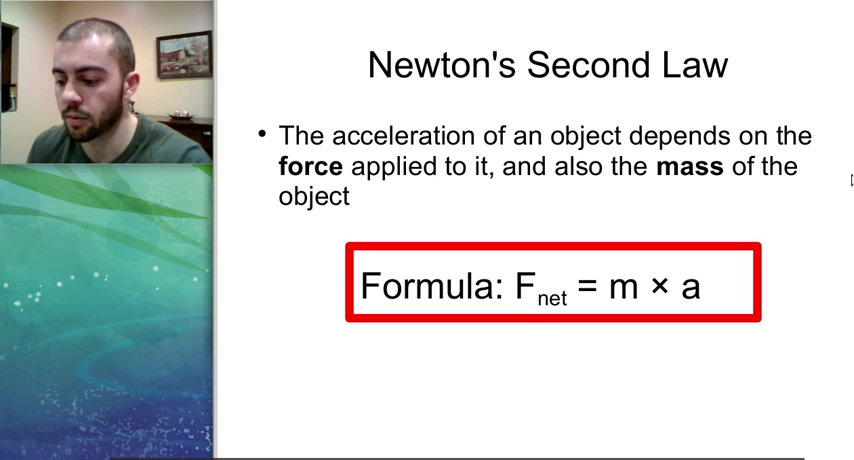 Newton's Second Law
• The acceleration of an object depends on the
force applied to it, and also the mass of the
object
Formula: Fnet = m × a